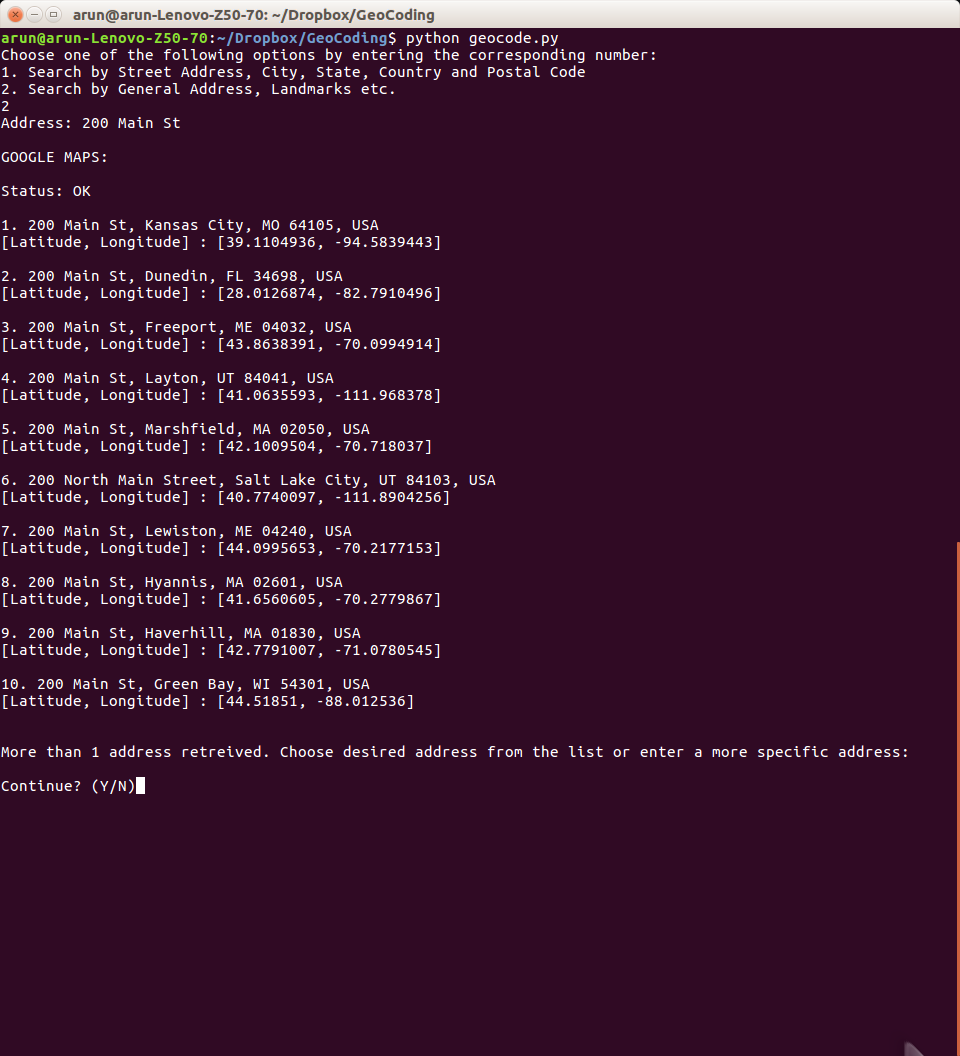 arun@arun-Lenovo-Z50-70: ~/Dropbox/GeoCoding
arun@arun-Lenovo-Z50-70:~/Dropbox/GeoCoding$ python geocode.py
Choose one of the following options by entering the corresponding number:
1. Search by Street Address, City, State, Country and Postal Code
2. Search by General Address, Landmarks etc.
2
Address: 200 Main St
GOOGLE MAPS:
Status: OK
1. 200 Main St, Kansas City, MO 64105, USA
[Latitude, Longitude] : [39.1104936, -94.5839443]
2. 200 Main St, Dunedin, FL 34698, USA
[Latitude, Longitude] : [28.0126874, -82.7910496]
3. 200 Main St, Freeport, ME 04032, USA
[Latitude, Longitude] : [43.8638391, -70.0994914]
4. 200 Main St, Layton, UT 84041, USA
[Latitude, Longitude] : [41.0635593, -111.968378]
5. 200 Main St, Marshfield, MA 02050, USA
[Latitude, Longitude] : [42.1009504, -70.718037]
6. 200 North Main Street, Salt Lake City, UT 84103, USA
[Latitude, Longitude] : [40.7740097, -111.8904256]
7. 200 Main St, Lewiston, ME 04240, USA
[Latitude, Longitude] : [44.0995653, -70.2177153]
8. 200 Main St, Hyannis, MA 02601, USA
[Latitude, Longitude] : [41.6560605, -70.2779867]
9. 200 Main St, Haverhill, MA 01830, USA
[Latitude, Longitude] : [42.7791007, -71.0780545]
10. 200 Main St, Green Bay, WI 54301, USA
[Latitude, Longitude] : [44.51851, -88.012536]
More than 1 address retreived. Choose desired address from the list or enter a more specific address:
Continue? (Y/N)